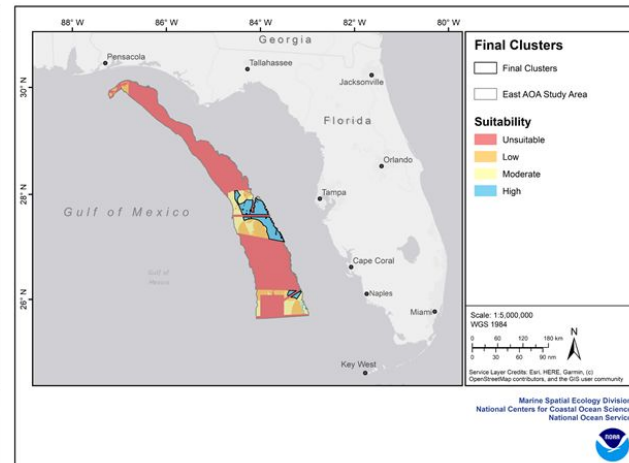 88° W 86° W 84° W 82° W 80° W
Georgia
Pensacola
Tallahassee
30° N
Jacksonville
Florida
Orlando
28° N
Tampa
Gulf of Mexico
Gulf of
Mexico
Cape Coral
26° N
Naples
Miami
Key West
Final Clusters
Final Clusters
East AOA Study Area
Suitability
Unsuitable
Low
Moderate
High
Scale: 1:5,000,000
WGS 1984
N
0 60 120 180 km
0 30 60 90 nm
Service Layer Credits: Esri, HERE, Garmin, (c)
OpenStreetMap contributors, and the GIS user community
Marine Spatial Ecology Division
National Centers for Coastal Ocean Science
National Ocean Service
NOAA